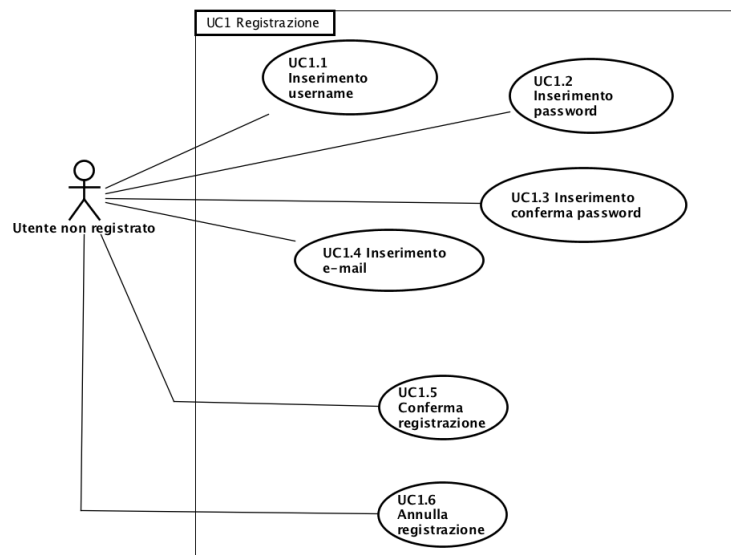 UC1 Registrazione
UC1.1
Inserimento
username
UC1.2
Inserimento
password
UC1.3 Inserimento
conferma password
Utente non registrato
UC1.4 Inserimento
e-mail
UC1.5
Conferma
registrazione
UC1.6
Annulla
registrazione